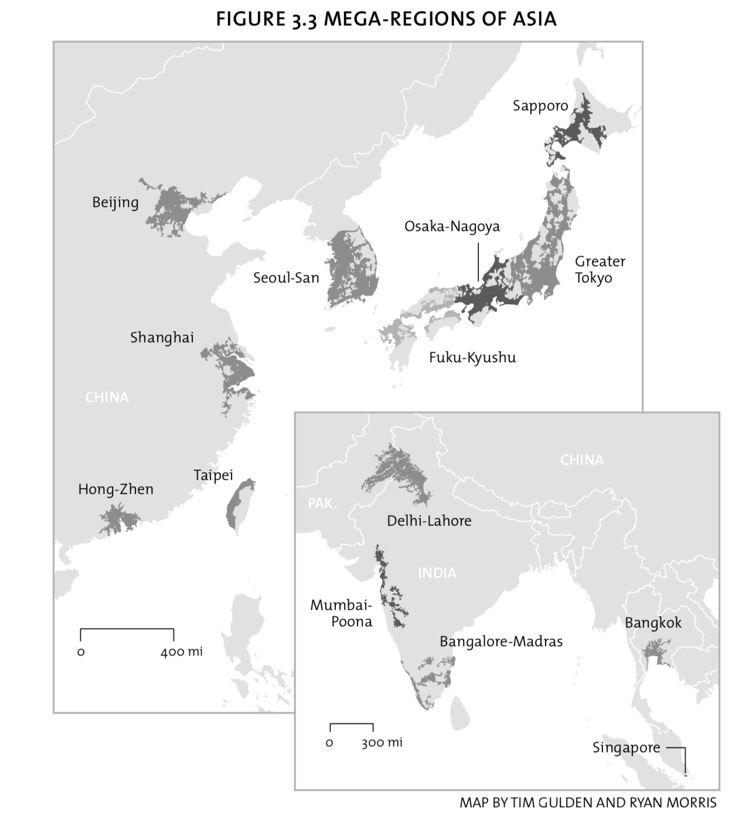 FIGURE 3.3 MEGA-REGIONS OF ASIA
Sapporo
Beijing
Osaka-Nagoya
Greater
Tokyo
Seoul-San
Shanghai
Fuku-Kyushu
CHINA
Taipei
Hong-Zhen
0 400 mi
CHINA
PAK.
Delhi-Lahore
INDIA
Mumbai-
Poona
Bangkok
Bangalore-Madras
0 300 mi
Singapore
MAP BY TIM GULDEN AND RYAN MORRIS